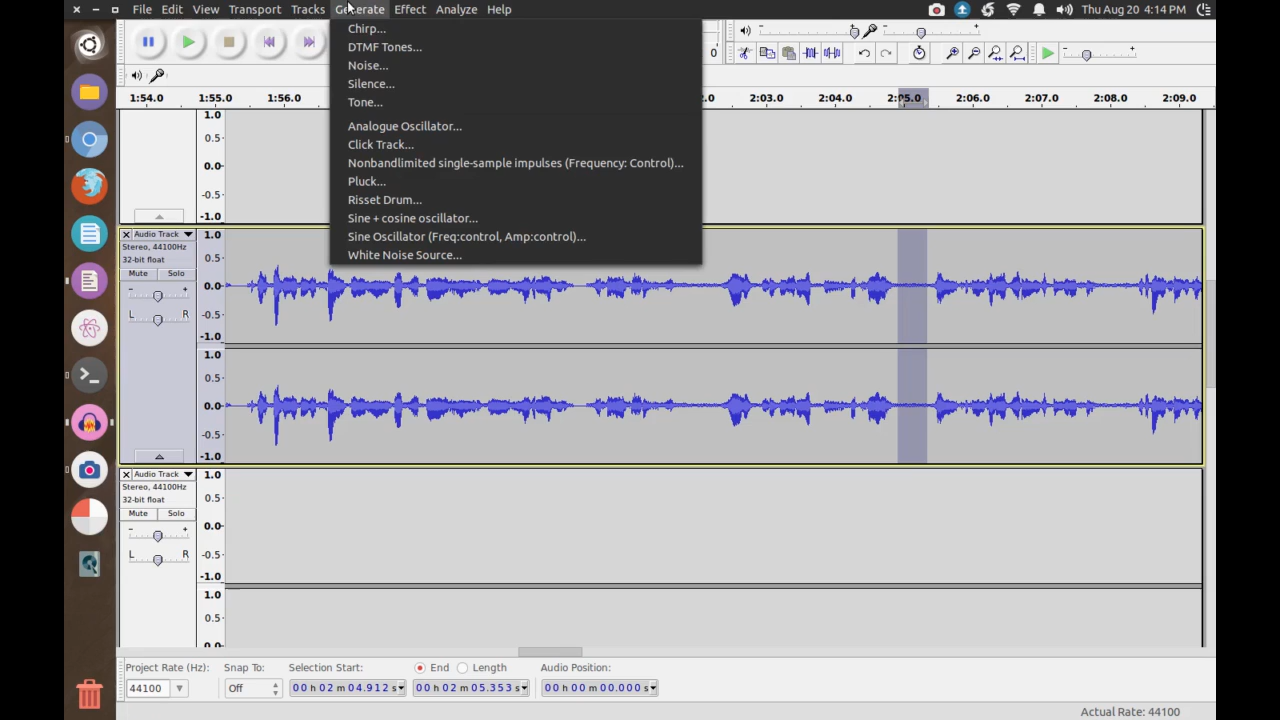 File Edit View Transport Tracks Generate Effect Analyze Help
Thu Aug 20 4:14 PM
Chirp...
DTMF Tones...
Noise...
Silence...
Tone...
Analogue Oscillator...
Click Track...
Nonbandlimited single-sample impulses (Frequency: Control)...
Pluck...
Risset Drum...
Sine + cosine oscillator...
Sine Oscillator (Freq:control, Amp:control)...
White Noise Source...
0
1:54.0 1:55.0 1:56.0 2.0 2:03.0 2:04.0 2:05.0 2:06.0 2:07.0 2:08.0 2:09.0
1.0
0.5
0.0
-0.5
-1.0
Audio Track
Stereo, 44100Hz
32-bit float
Mute Solo
- +
L R
1.0
0.5
0.0
-0.5
-1.0
1.0
0.5
0.0
-0.5
-1.0
Audio Track
Stereo, 44100Hz
32-bit float
Mute Solo
- +
L R
1.0
0.5
0.0
-0.5
-1.0
1.0
0.5
0.0
Project Rate (Hz): Snap To: Selection Start: End Length Audio Position:
44100 Off 00 h 02 m 04.912 s 00 h 02 m 05.353 s 00 h 00 m 00.000 s
Actual Rate: 44100